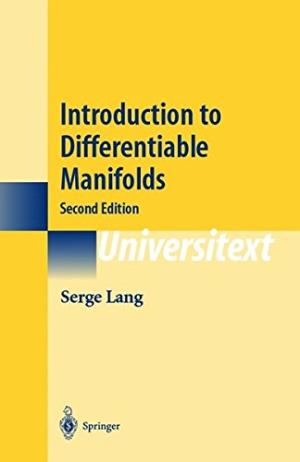 Introduction to
Differentiable
Manifolds
Second Edition
Universitext
Serge Lang
Springer